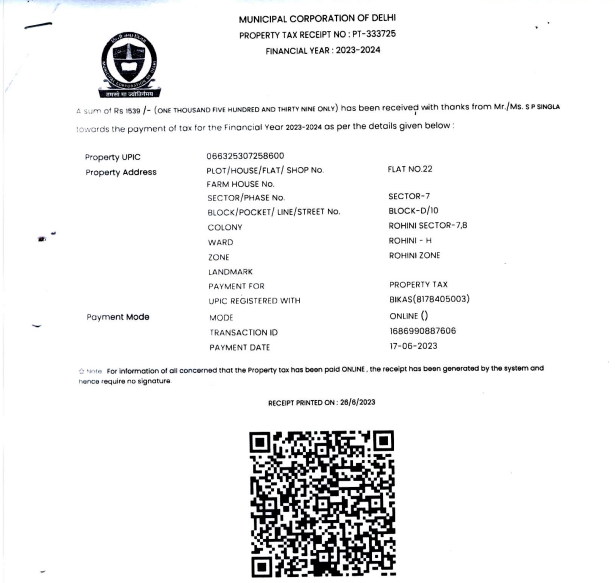 MUNICIPAL CORPORATION OF DELHI
PROPERTY TAX RECEIPT NO : PT-333725
FINANCIAL YEAR : 2023-2024
तमसो मा ज्योतिर्गमय
A sum of Rs 1539 /- (ONE THOUSAND FIVE HUNDRED AND THIRTY NINE ONLY) has been received with thanks from Mr./Ms. S P SINGLA
towards the payment of tax for the Financial Year 2023-2024 as per the details given below :
Property UPIC 066325307258600
Property Address PLOT/HOUSE/FLAT/ SHOP No. FLAT NO.22
FARM HOUSE No.
SECTOR/PHASE No. SECTOR-7
BLOCK/POCKET/ LINE/STREET No. BLOCK-D/10
COLONY ROHINI SECTOR-7,B
WARD ROHINI - H
ZONE ROHINI ZONE
LANDMARK
PAYMENT FOR PROPERTY TAX
UPIC REGISTERED WITH BIKAS(8178405003)
Payment Mode MODE ONLINE ()
TRANSACTION ID 1686990887606
PAYMENT DATE 17-06-2023
☆ Note: For information of all concerned that the Property tax has been paid ONLINE , the receipt has been generated by the system and
hence require no signature
RECEIPT PRINTED ON : 26/6/2023